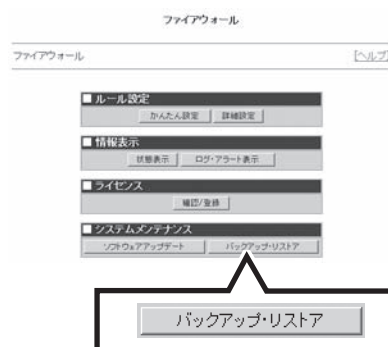 ファイアウォール
ファイアウォール [ヘルプ]
■ ルール設定
かんたん設定 詳細設定
■ 情報表示
状態表示 ログ・アラート表示
■ ライセンス
確認/登録
■ システムメンテナンス
ソフトウェアアップデート バックアップ・リストア
バックアップ・リストア